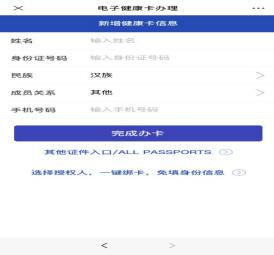 电子健康卡办理
新增健康卡信息
姓名 输入姓名
身份证号码 输入身份证号码
民族 汉族
成员关系 其他
手机号码 输入手机号码
完成办卡
其他证件入口/ALL PASSPORTS
选择授权人，一键绑卡，免填身份信息